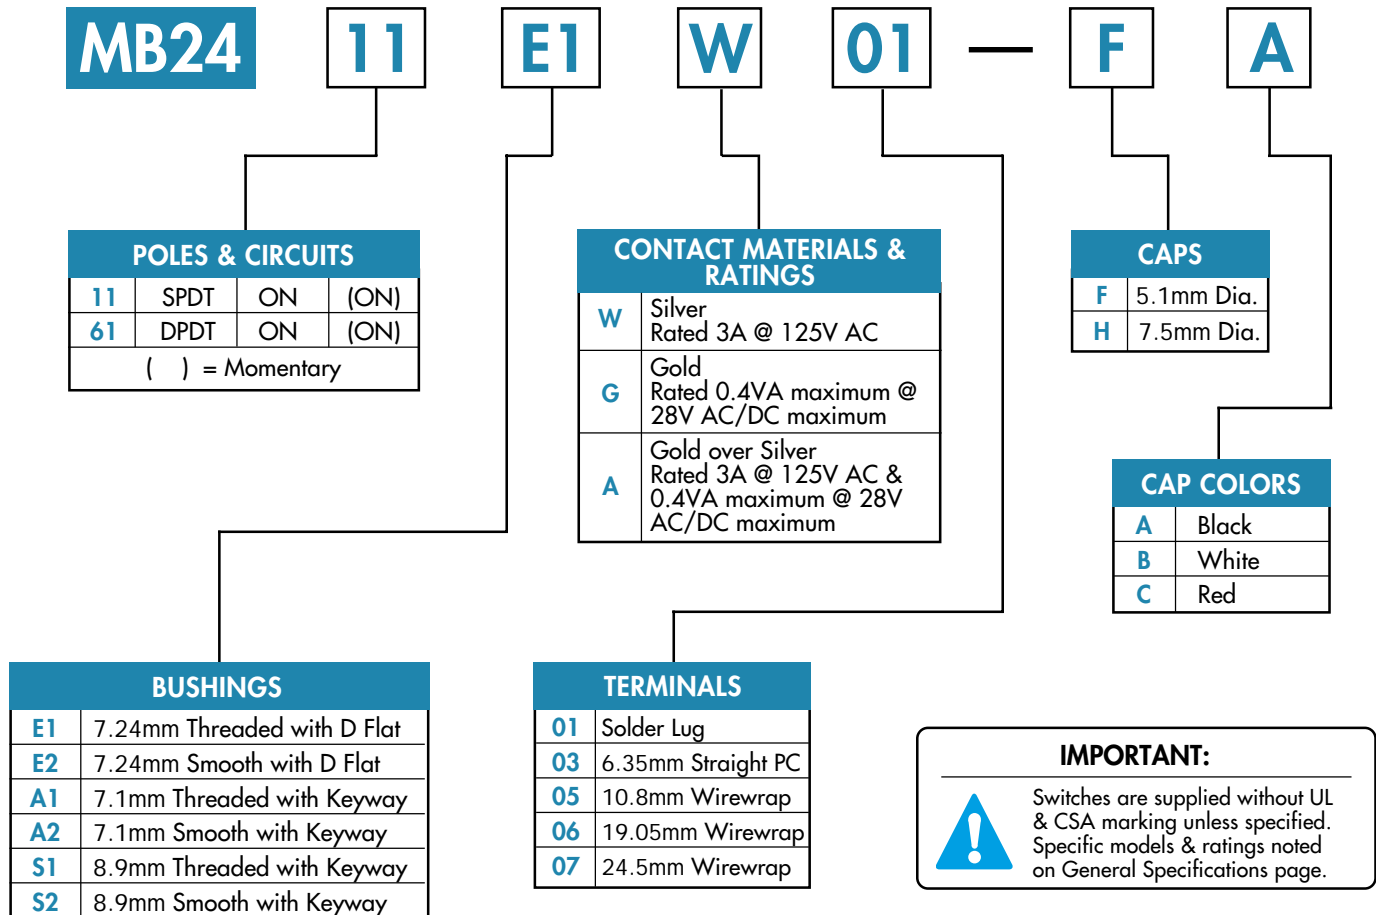 MB24 11 E1 W 01 — F A
POLES & CIRCUITS
11 SPDT ON (ON)
61 DPDT ON (ON)
( ) = Momentary
CONTACT MATERIALS &
RATINGS
W Silver
Rated 3A @ 125V AC
G Gold
Rated 0.4VA maximum @
28V AC/DC maximum
A Gold over Silver
Rated 3A @ 125V AC &
0.4VA maximum @ 28V
AC/DC maximum
CAPS
F 5.1mm Dia.
H 7.5mm Dia.
CAP COLORS
A Black
B White
C Red
BUSHINGS
E1 7.24mm Threaded with D Flat
E2 7.24mm Smooth with D Flat
A1 7.1mm Threaded with Keyway
A2 7.1mm Smooth with Keyway
S1 8.9mm Threaded with Keyway
S2 8.9mm Smooth with Keyway
TERMINALS
01 Solder Lug
03 6.35mm Straight PC
05 10.8mm Wirewrap
06 19.05mm Wirewrap
07 24.5mm Wirewrap
IMPORTANT:
Switches are supplied without UL
& CSA marking unless specified.
Specific models & ratings noted
on General Specifications page.